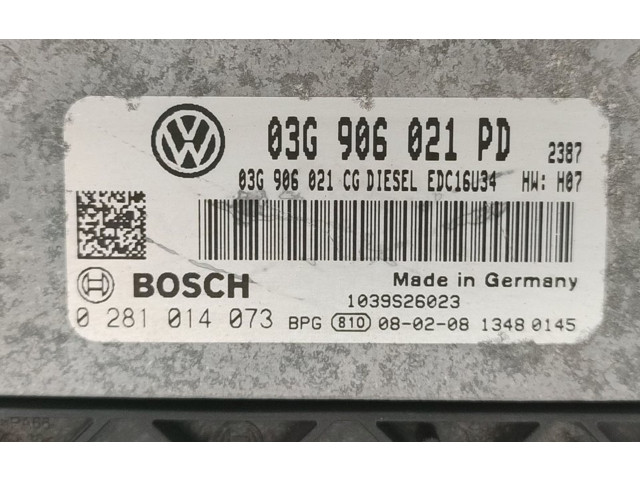 03G 906 021 PD 2387
03G 906 021 CG DIESEL EDC16U34 HW: H07
BOSCH Made in Germany
1039S26023
0 281 014 073 BPG 810 08-02-08 1348 0145